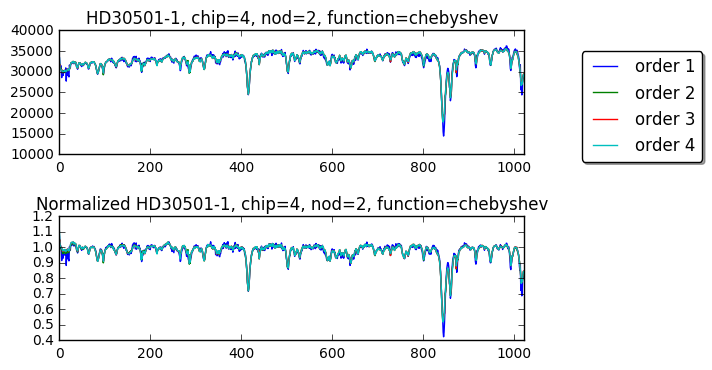 HD30501-1, chip=4, nod=2, function=chebyshev
40000
35000
30000
25000
20000
15000
10000
0 200 400 600 800 1000
order 1
order 2
order 3
order 4
Normalized HD30501-1, chip=4, nod=2, function=chebyshev
1.2
1.1
1.0
0.9
0.8
0.7
0.6
0.5
0.4
0 200 400 600 800 1000